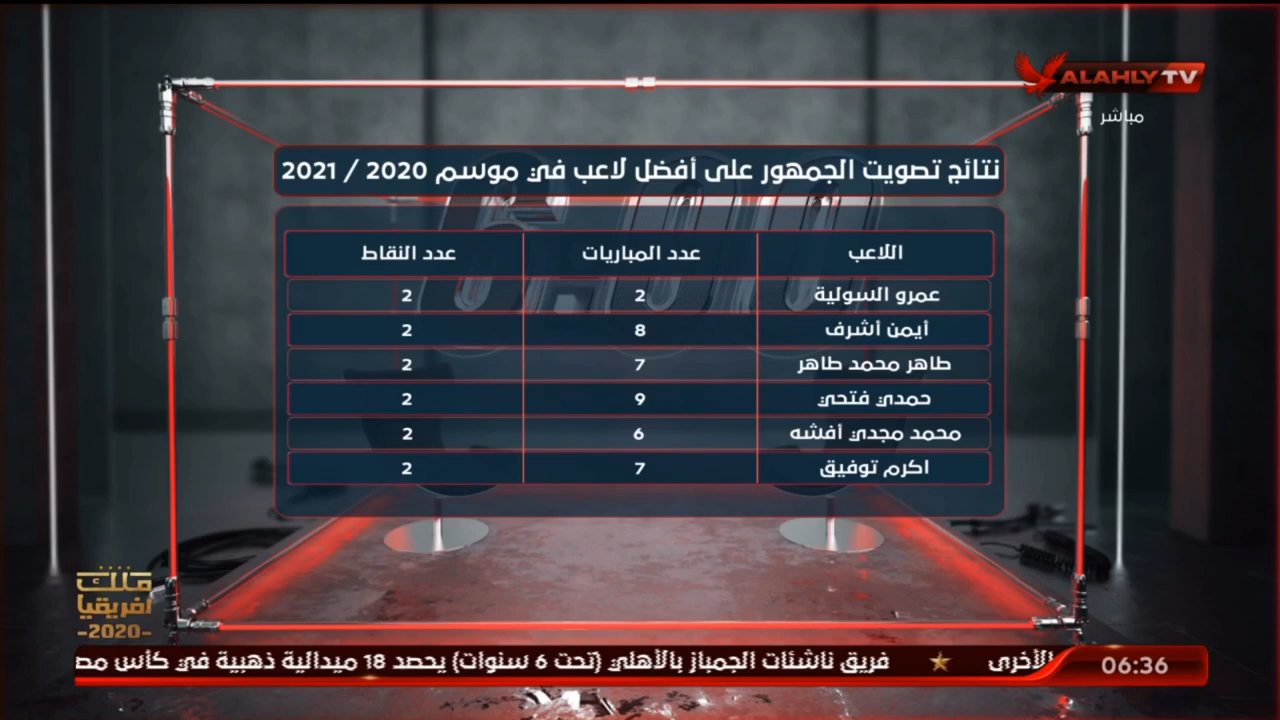 ALAHLY TV
مباشر
نتائج تصويت الجمهور على أفضل لاعب في موسم 2020 / 2021
اللاعب عدد المباريات عدد النقاط
عمرو السولية 2 2
أيمن أشرف 8 2
طاهر محمد طاهر 7 2
حمدي فتحي 9 2
محمد مجدي أفشه 6 2
اكرم توفيق 7 2
ملك
افريقيا
-2020-
الأخرى ★ فريق ناشئات الجمباز بالأهلي (تحت 6 سنوات) يحصد 18 ميدالية ذهبية في كأس مص
06:36